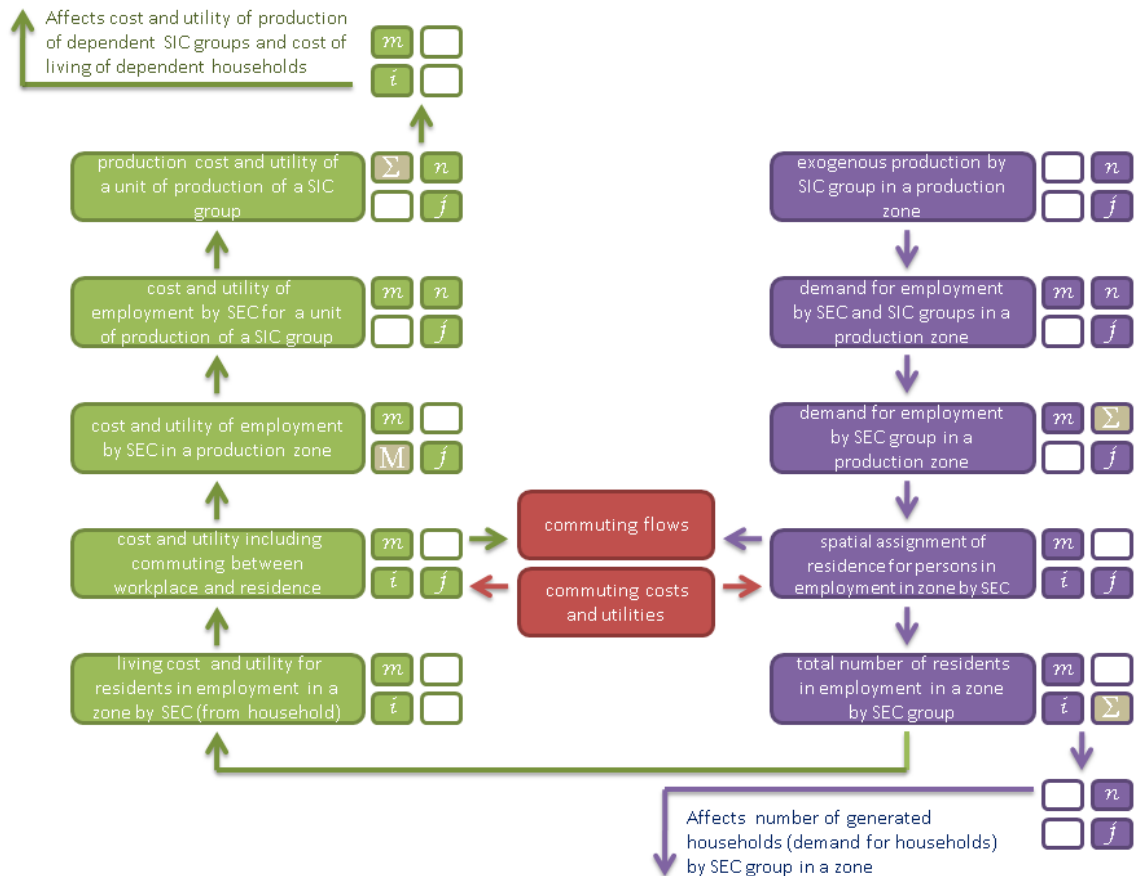 Affects cost and utility of production
of dependent SIC groups and cost of
living of dependent households
m
i
production cost and utility of
a unit of production of a SIC
group
Σ n
j
cost and utility of
employment by SEC for a unit
of production of a SIC group
m n
j
cost and utility of employment
by SEC in a production zone
m
M j
cost and utility including
commuting between
workplace and residence
m
i j
living cost and utility for
residents in employment in a
zone by SEC (from household)
m
i
commuting flows
commuting costs
and utilities
exogenous production by
SIC group in a production
zone
n
j
demand for employment
by SEC and SIC groups in a
production zone
m n
j
demand for employment
by SEC group in a
production zone
m Σ
j
spatial assignment of
residence for persons in
employment in zone by SEC
m
i j
total number of residents
in employment in a zone
by SEC group
m
i Σ
n
j
Affects number of generated
households (demand for households)
by SEC group in a zone